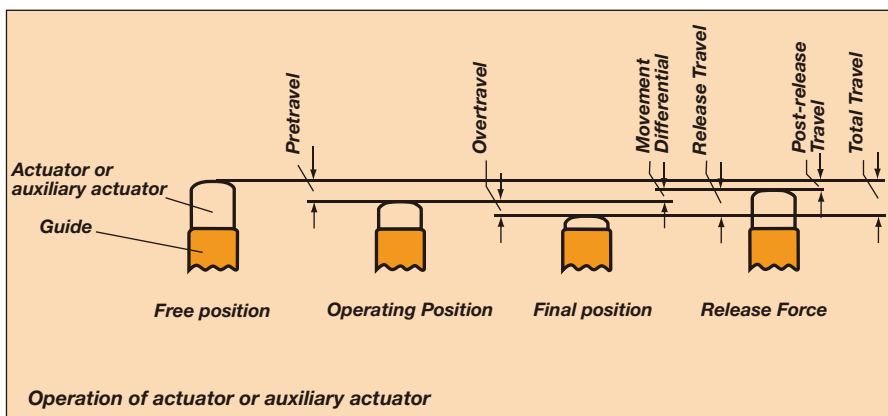 Pretravel
Overtravel
Movement
Differential
Release Travel
Post-release
Travel
Total Travel
Actuator or
auxiliary actuator
Guide
Free position
Operating Position
Final position
Release Force
Operation of actuator or auxiliary actuator